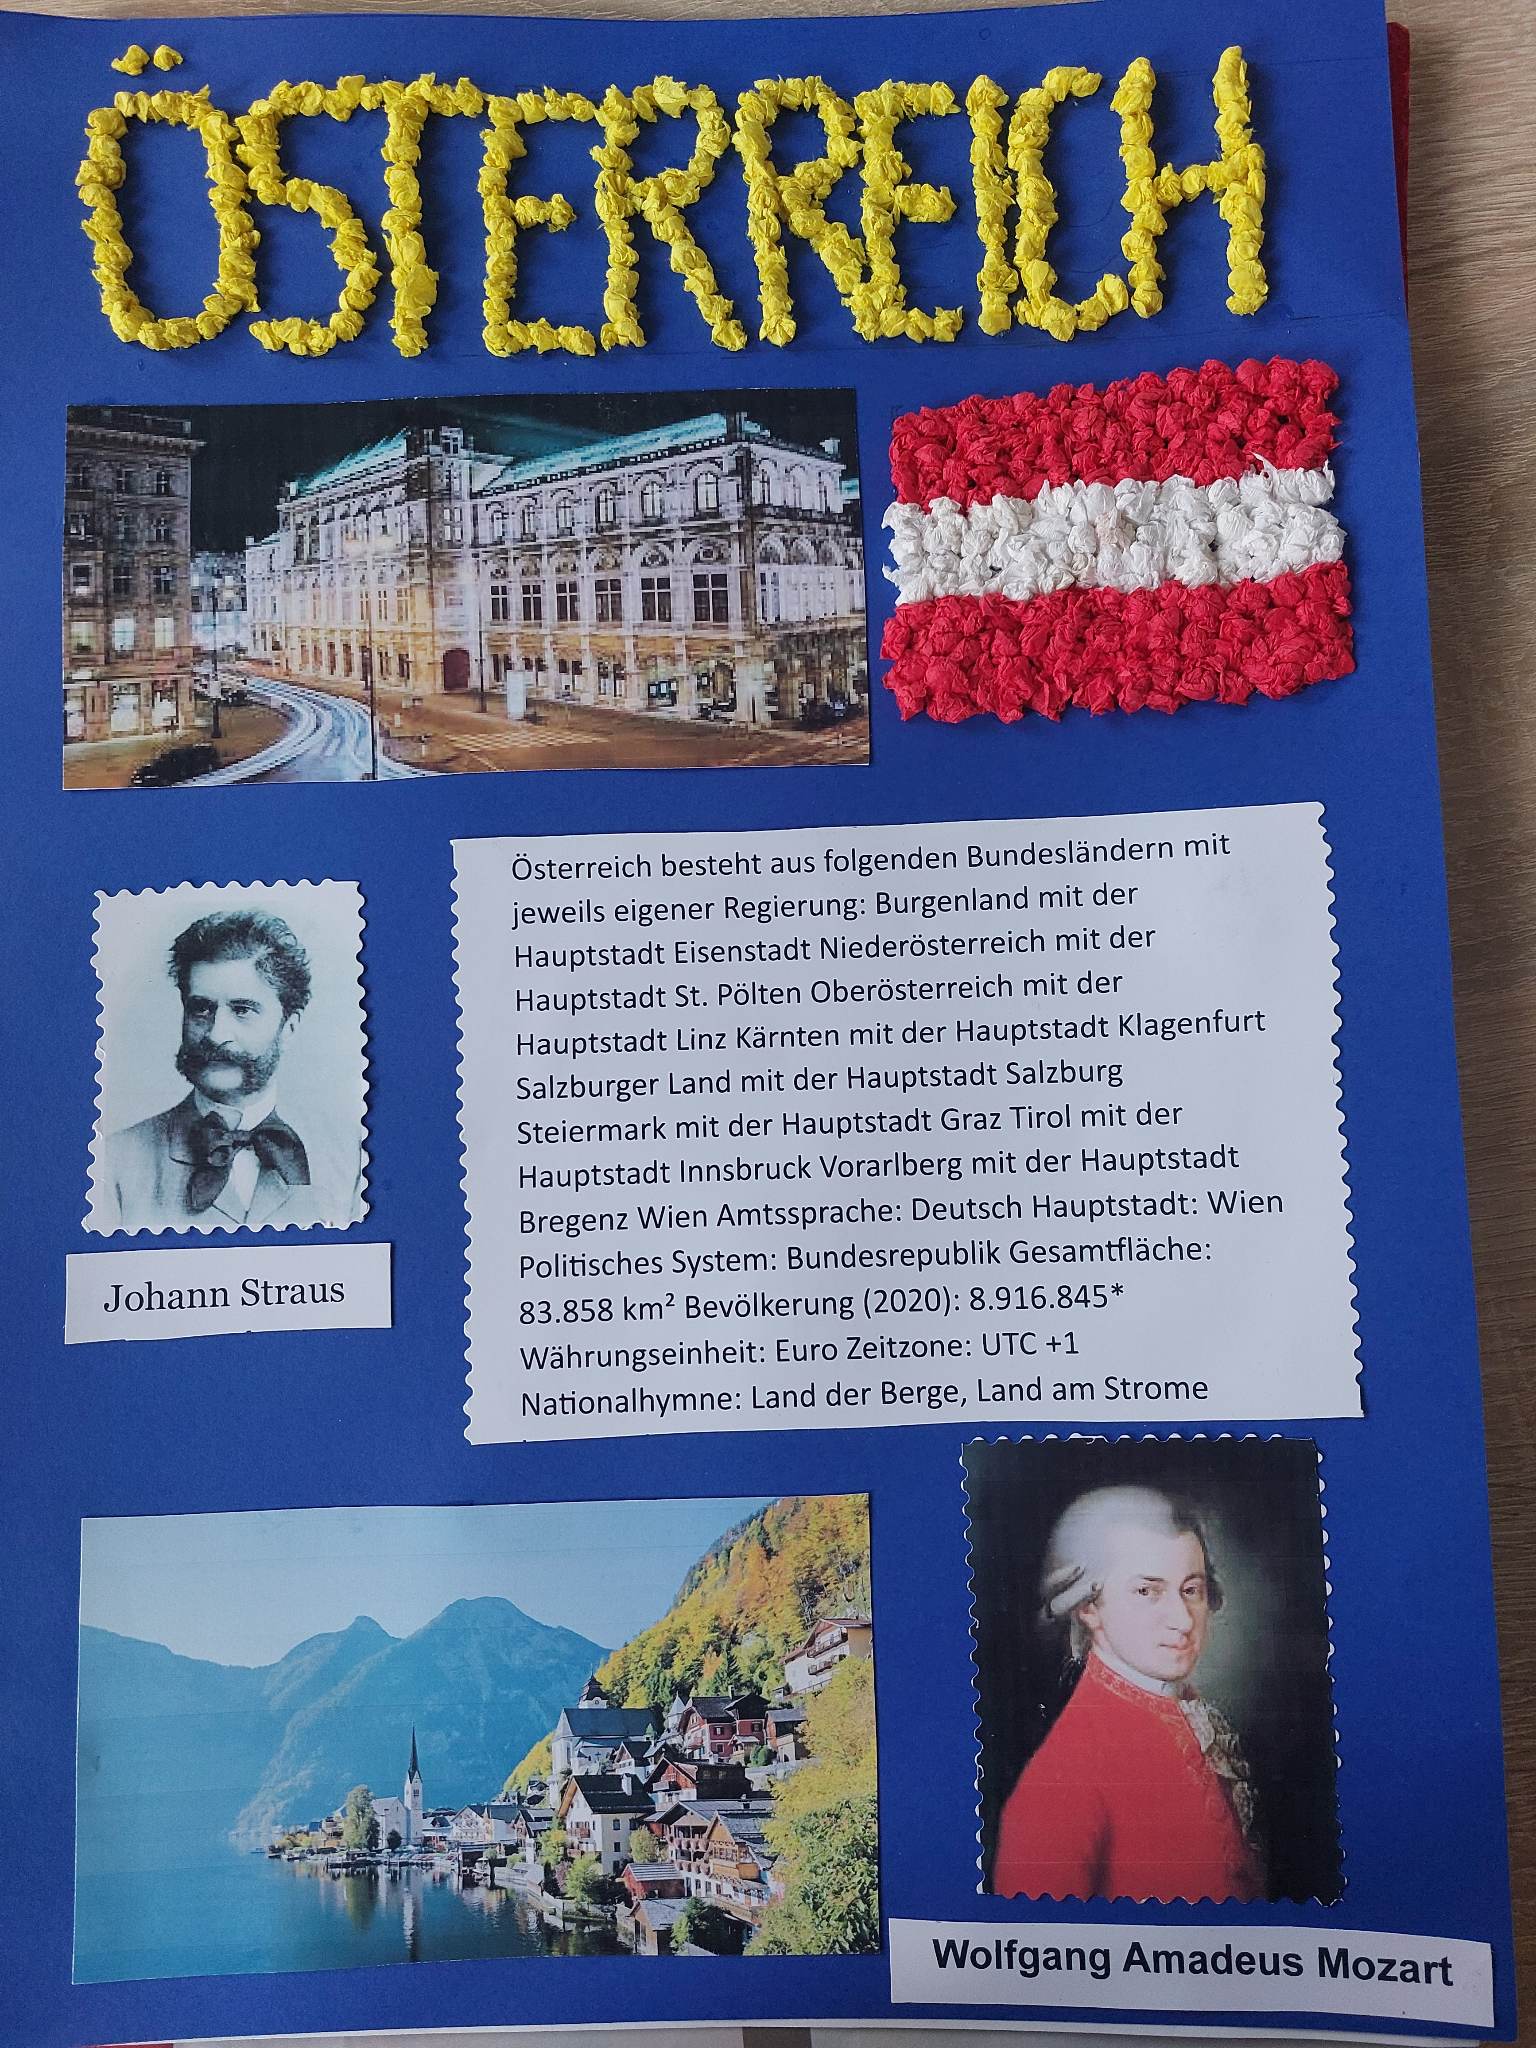 ÖSTERREICH
Österreich besteht aus folgenden Bundesländern mit
jeweils eigener Regierung: Burgenland mit der
Hauptstadt Eisenstadt Niederösterreich mit der
Hauptstadt St. Pölten Oberösterreich mit der
Hauptstadt Linz Kärnten mit der Hauptstadt Klagenfurt
Salzburger Land mit der Hauptstadt Salzburg
Steiermark mit der Hauptstadt Graz Tirol mit der
Hauptstadt Innsbruck Vorarlberg mit der Hauptstadt
Bregenz Wien Amtssprache: Deutsch Hauptstadt: Wien
Politisches System: Bundesrepublik Gesamtfläche:
83.858 km² Bevölkerung (2020): 8.916.845*
Währungseinheit: Euro Zeitzone: UTC +1
Nationalhymne: Land der Berge, Land am Strome
Johann Straus
Wolfgang Amadeus Mozart